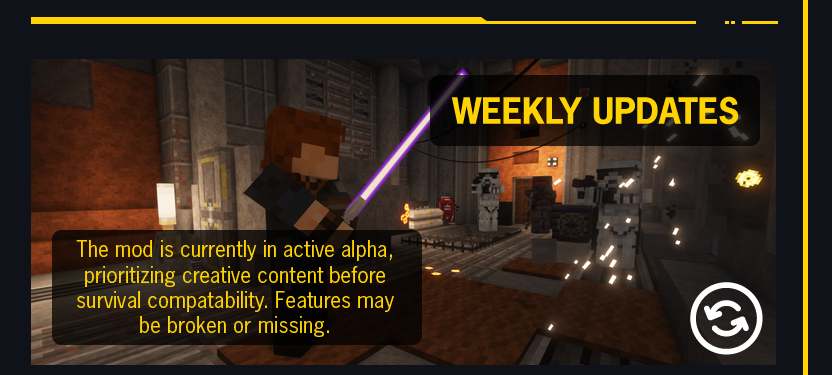 WEEKLY UPDATES
The mod is currently in active alpha,
prioritizing creative content before
survival compatability. Features may
be broken or missing.